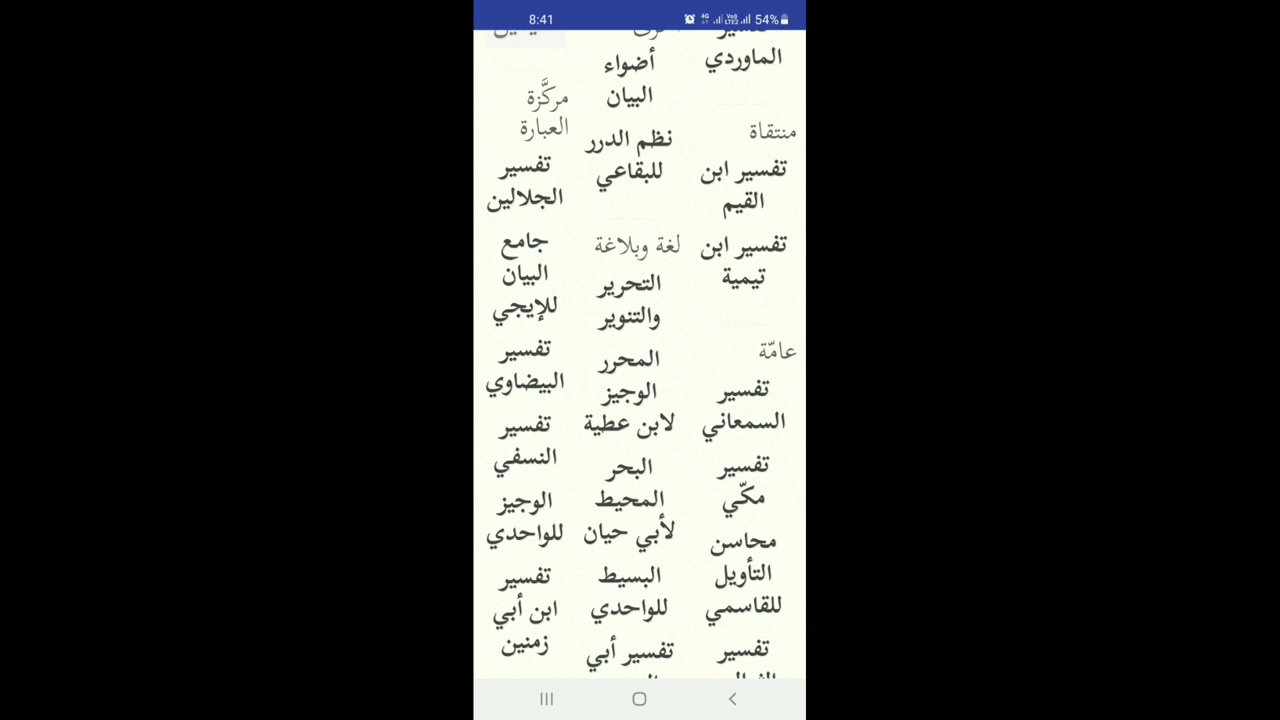 8:41
4G
Vo))
LTE2
54%
الماوردي
منتقاة
تفسير ابن
القيم
تفسير ابن
تيمية
عامّة
تفسير
السمعاني
تفسير
مكّي
محاسن
التأويل
للقاسمي
تفسير
أضواء
البيان
نظم الدرر
للبقاعي
لغة وبلاغة
التحرير
والتنوير
المحرر
الوجيز
لابن عطية
البحر
المحيط
لأبي حيان
البسيط
للواحدي
تفسير أبي
مركَّزة
العبارة
تفسير
الجلالين
جامع
البيان
للإيجي
تفسير
البيضاوي
تفسير
النسفي
الوجيز
للواحدي
تفسير
ابن أبي
زمنين